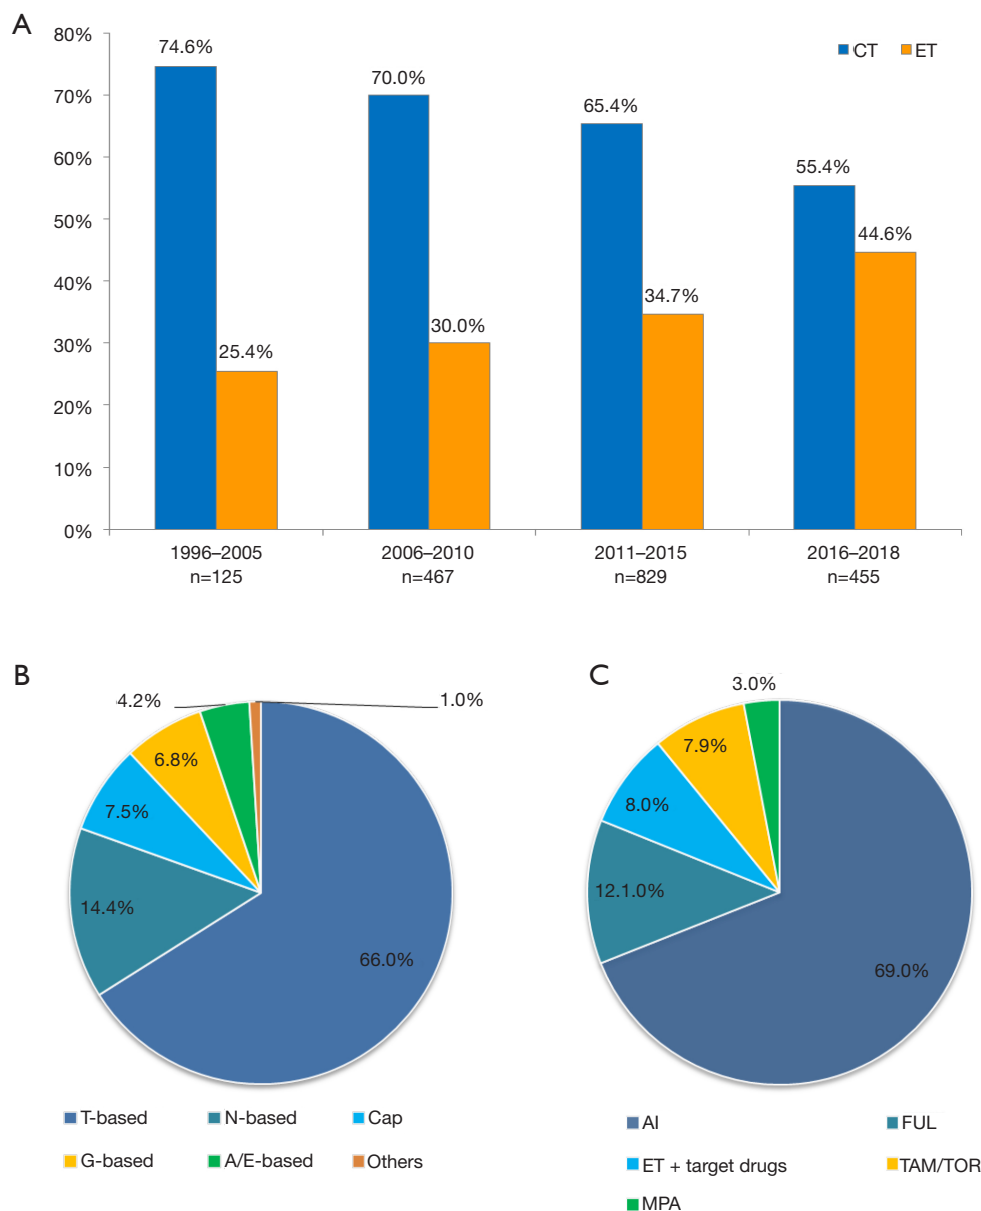 A
80%
70%
60%
50%
40%
30%
20%
10%
0%
CT ET
74.6%
25.4%
70.0%
30.0%
65.4%
34.7%
55.4%
44.6%
1996–2005 2006–2010 2011–2015 2016–2018
n=125 n=467 n=829 n=455
B
4.2% 1.0%
6.8%
7.5%
14.4%
66.0%
T-based N-based Cap
G-based A/E-based Others
C
3.0%
7.9%
8.0%
12.1.0%
69.0%
AI FUL
ET + target drugs TAM/TOR
MPA